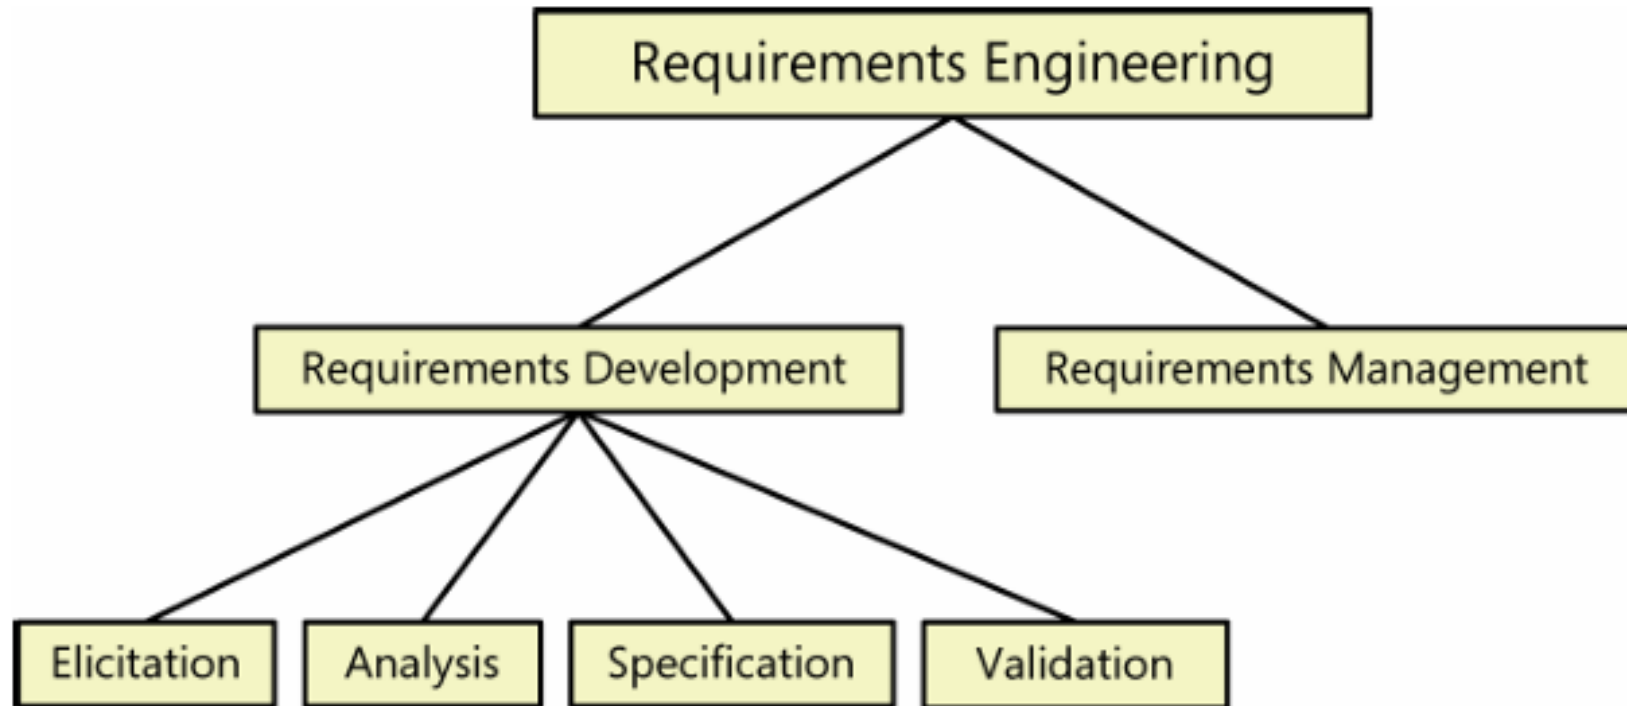 Requirements Engineering
Requirements Development
Requirements Management
Elicitation
Analysis
Specification
Validation